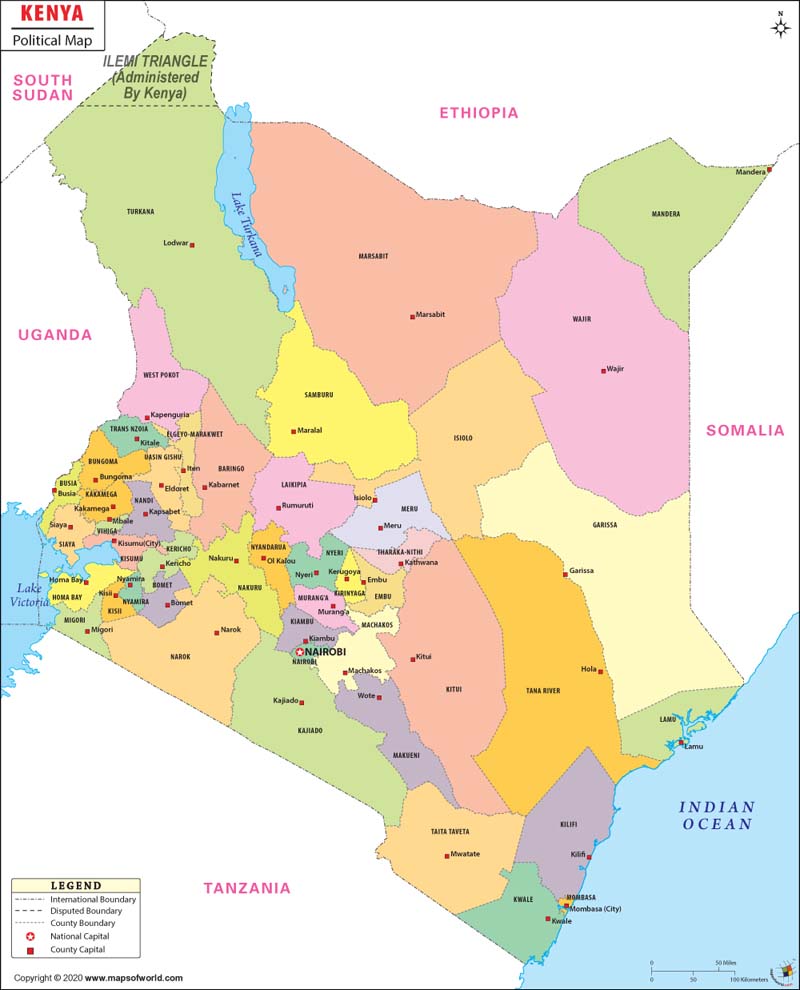 KENYA
Political Map
N
ILEMI TRIANGLE
(Administered
By Kenya)
SOUTH
SUDAN
ETHIOPIA
Mandera
MANDERA
TURKANA
Lake Turkana
Lodwar
MARSABIT
Marsabit
WAJIR
Wajir
UGANDA
SOMALIA
WEST POKOT
Kapenguria
SAMBURU
Maralal
TRANS NZOIA
Kitale
ELGEYO-MARAKWET
ISIOLO
BUNGOMA
Bungoma
UASIN GISHU
Iten
Eldoret
BARINGO
Kabarnet
LAIKIPIA
Rumuruti
Isiolo
BUSIA
Busia
KAKAMEGA
Kakamega
NANDI
Kapsabet
MERU
Meru
GARISSA
Garissa
Siaya
SIAYA
Mbale
VIHIGA
Kisumu(City)
KISUMU
KERICHO
Kericho
Nakuru
NAKURU
NYANDARUA
Ol Kalou
NYERI
Nyeri
THARAKA-NITHI
Kathwana
Kerugoya
KIRINYAGA
Embu
EMBU
Lake
Victoria
Homa Bay
HOMA BAY
Nyamira
NYAMIRA
Kisii
KISII
BOMET
Bomet
MURANG'A
Murang'a
MIGORI
Migori
NAROK
Narok
KIAMBU
Kiambu
MACHAKOS
Machakos
NAIROBI
NAIROBI
Kitui
KITUI
Hola
TANA RIVER
Kajiado
KAJIADO
Wote
MAKUENI
LAMU
Lamu
INDIAN
OCEAN
TAITA TAVETA
Mwatate
KILIFI
Kilifi
TANZANIA
KWALE
Kwale
MOMBASA
Mombasa (City)
LEGEND
International Boundary
Disputed Boundary
County Boundary
National Capital
County Capital
0 50 Miles
0 100 Kilometers
Copyright © 2020 www.mapsofworld.com